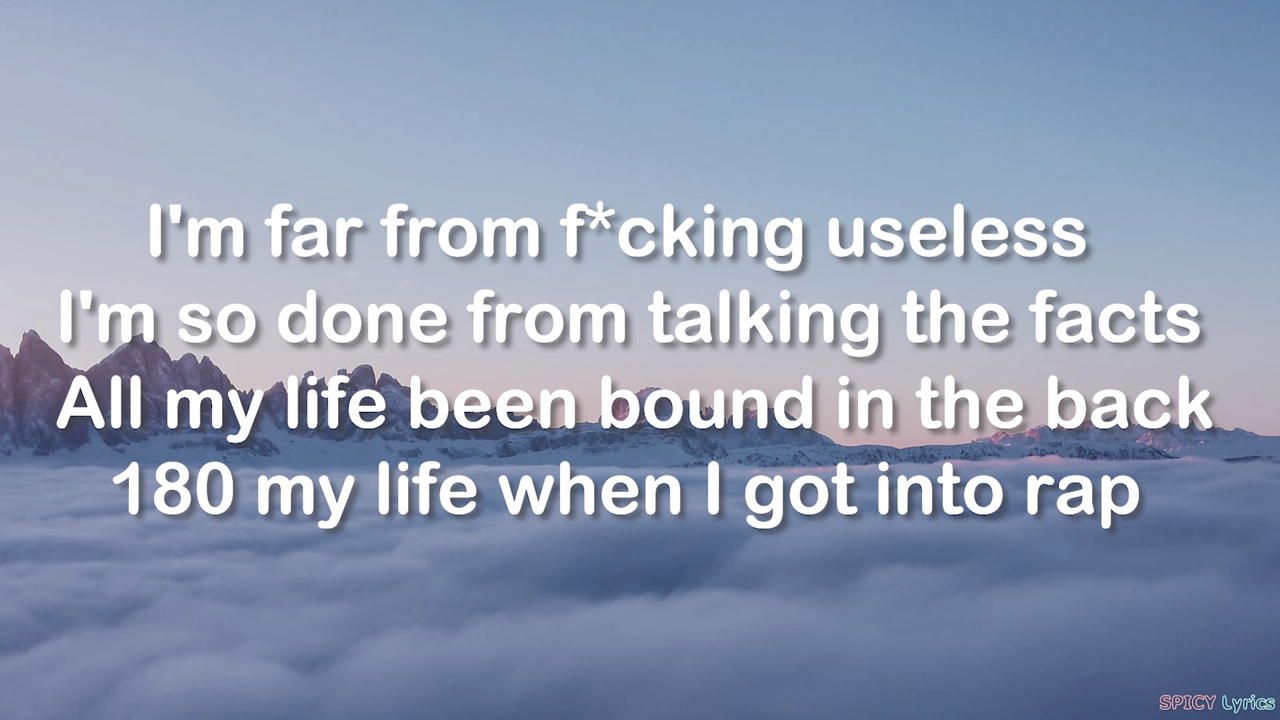 I'm far from f*cking useless
I'm so done from talking the facts
All my life been bound in the back
180 my life when I got into rap
SPICY Lyrics